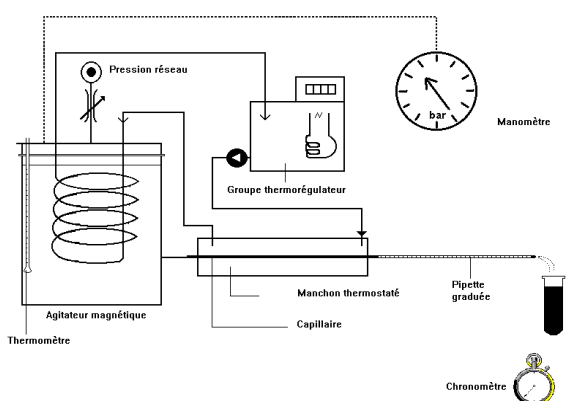 Pression réseau
bar
Manomètre
Groupe thermorégulateur
Manchon thermostaté
Pipette
graduée
Agitateur magnétique
Capillaire
Thermomètre
Chronomètre